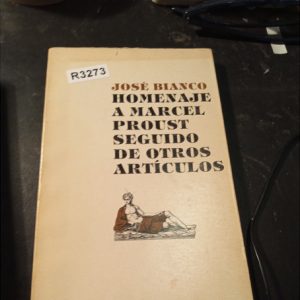 R3273
JOSÉ BIANCO
HOMENAJE
A MARCEL
PROUST
SEGUIDO
DE OTROS
ARTÍCULOS